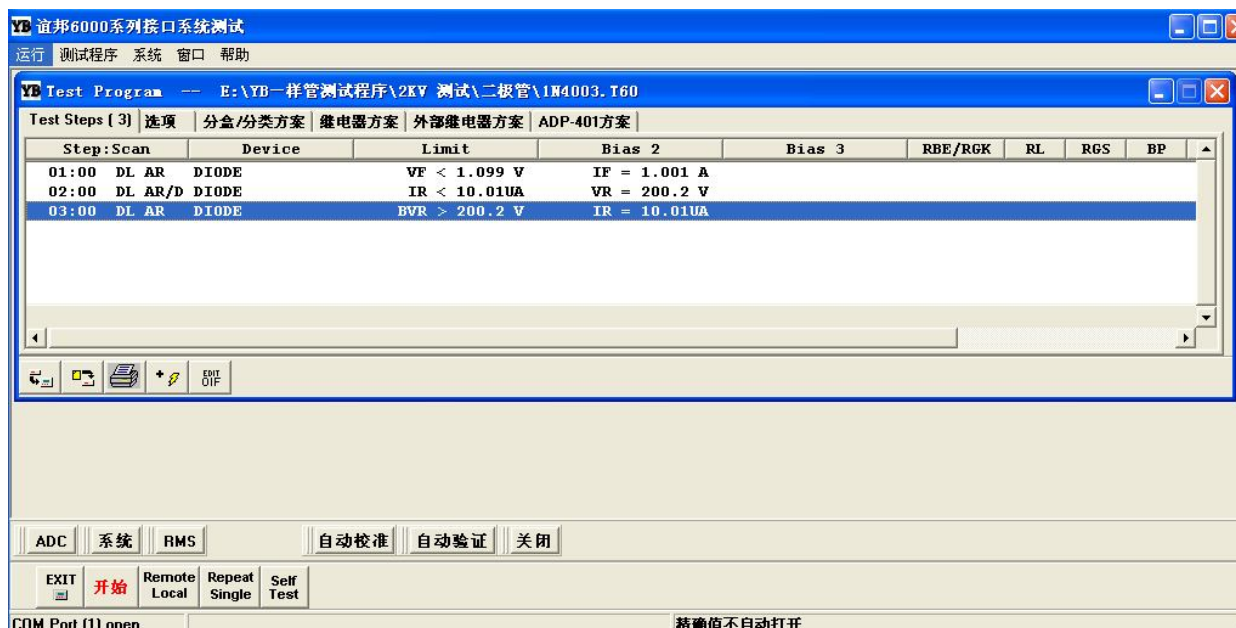 YB 谊邦6000系列接口系统测试
运行 测试程序 系统 窗口 帮助
YB Test Program -- E:\YB一样管测试程序\2KV 测试\二极管\1N4003.T60
Test Steps ( 3) 选项 分盒/分类方案 继电器方案 外部继电器方案 ADP-401方案
Step:Scan Device Limit Bias 2 Bias 3 RBE/RGK RL RGS BP
01:00 DL AR DIODE VF < 1.099 V IF = 1.001 A
02:00 DL AR/D DIODE IR < 10.01UA VR = 200.2 V
03:00 DL AR DIODE BVR > 200.2 V IR = 10.01UA
EDIT
OIF
ADC 系统 RMS 自动校准 自动验证 关闭
EXIT 开始 Remote Local Repeat Single Self Test
COM Port (1) open 精确值不自动打开